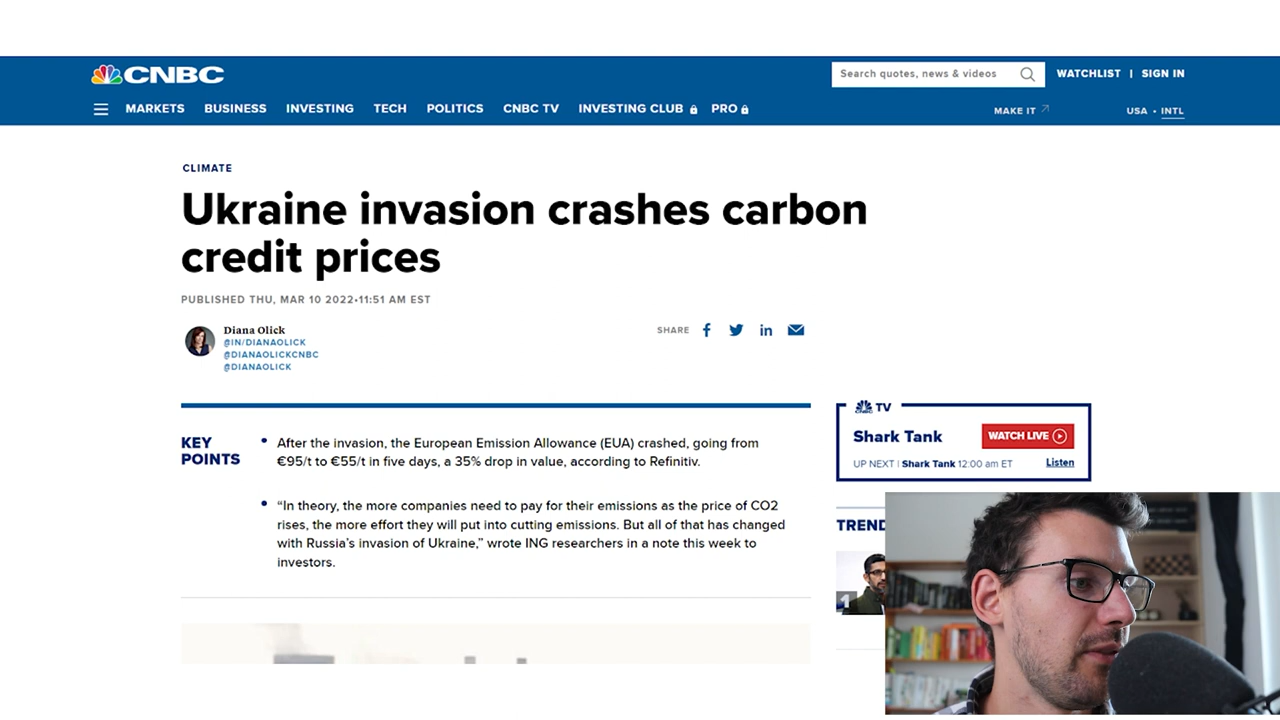 CNBC
Search quotes, news & videos
WATCHLIST | SIGN IN
MARKETS BUSINESS INVESTING TECH POLITICS CNBC TV INVESTING CLUB PRO
MAKE IT
USA • INTL
CLIMATE
Ukraine invasion crashes carbon
credit prices
PUBLISHED THU, MAR 10 2022•11:51 AM EST
Diana Olick
@IN/DIANAOLICK
@DIANAOLICKCNBC
@DIANAOLICK
SHARE
KEY
POINTS
• After the invasion, the European Emission Allowance (EUA) crashed, going from
€95/t to €55/t in five days, a 35% drop in value, according to Refinitiv.
• “In theory, the more companies need to pay for their emissions as the price of CO2
rises, the more effort they will put into cutting emissions. But all of that has changed
with Russia’s invasion of Ukraine,” wrote ING researchers in a note this week to
investors.
CNBC TV
Shark Tank
WATCH LIVE
UP NEXT | Shark Tank 12:00 am ET
Listen
TREND
1